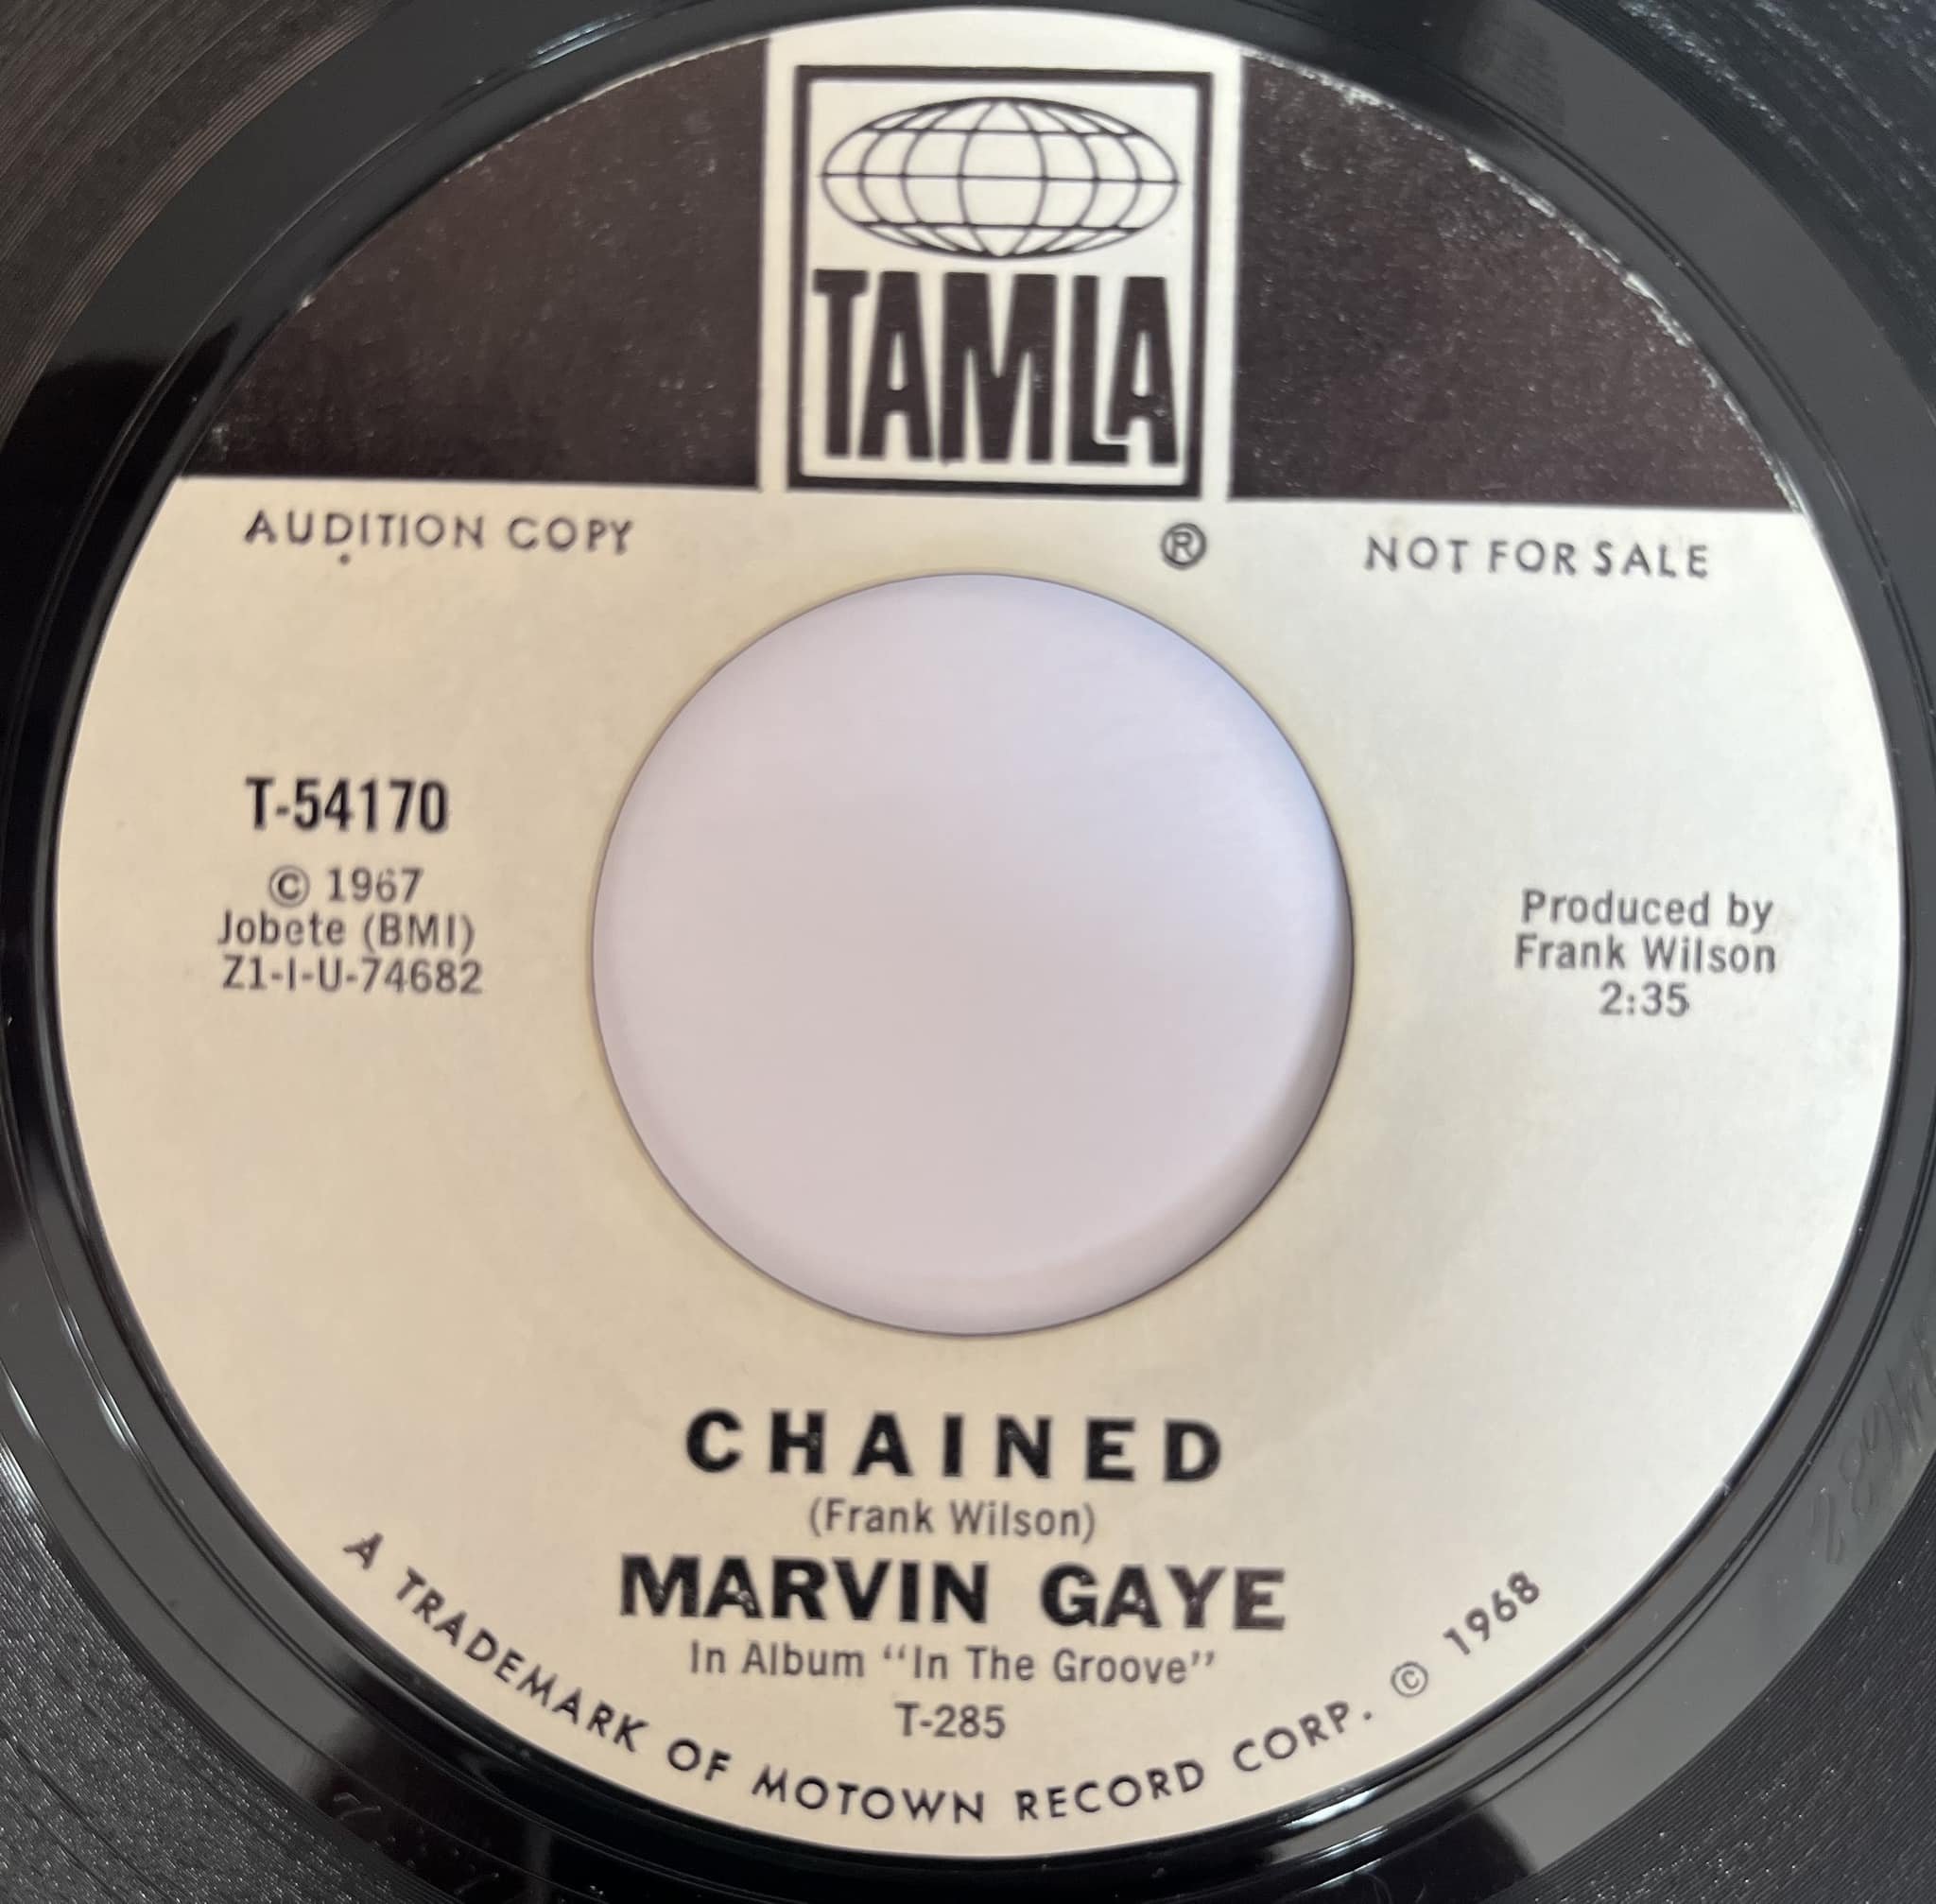 TAMLA
AUDITION COPY
®
NOT FOR SALE
T-54170
© 1967
Jobete (BMI)
Z1-I-U-74682
Produced by
Frank Wilson
2:35
CHAINED
(Frank Wilson)
MARVIN GAYE
In Album “In The Groove”
T-285
A TRADEMARK OF MOTOWN RECORD CORP. © 1968